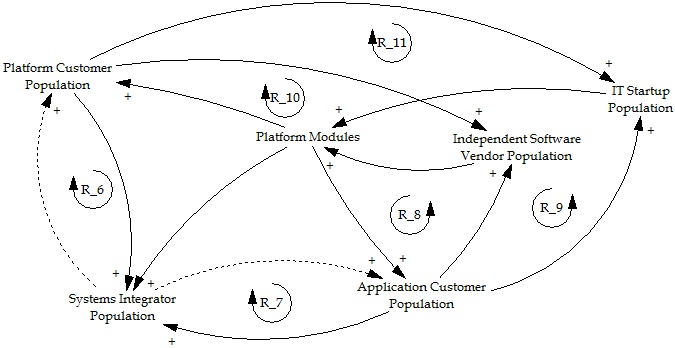 R_11
Platform Customer
Population
+
+
R_10
+
IT Startup
Population
+
+
+
Platform Modules
Independent Software
Vendor Population
+
+
+
R_6
R_8
R_9
+
+
+
+
+
Systems Integrator
Population
R_7
Application Customer
Population
+